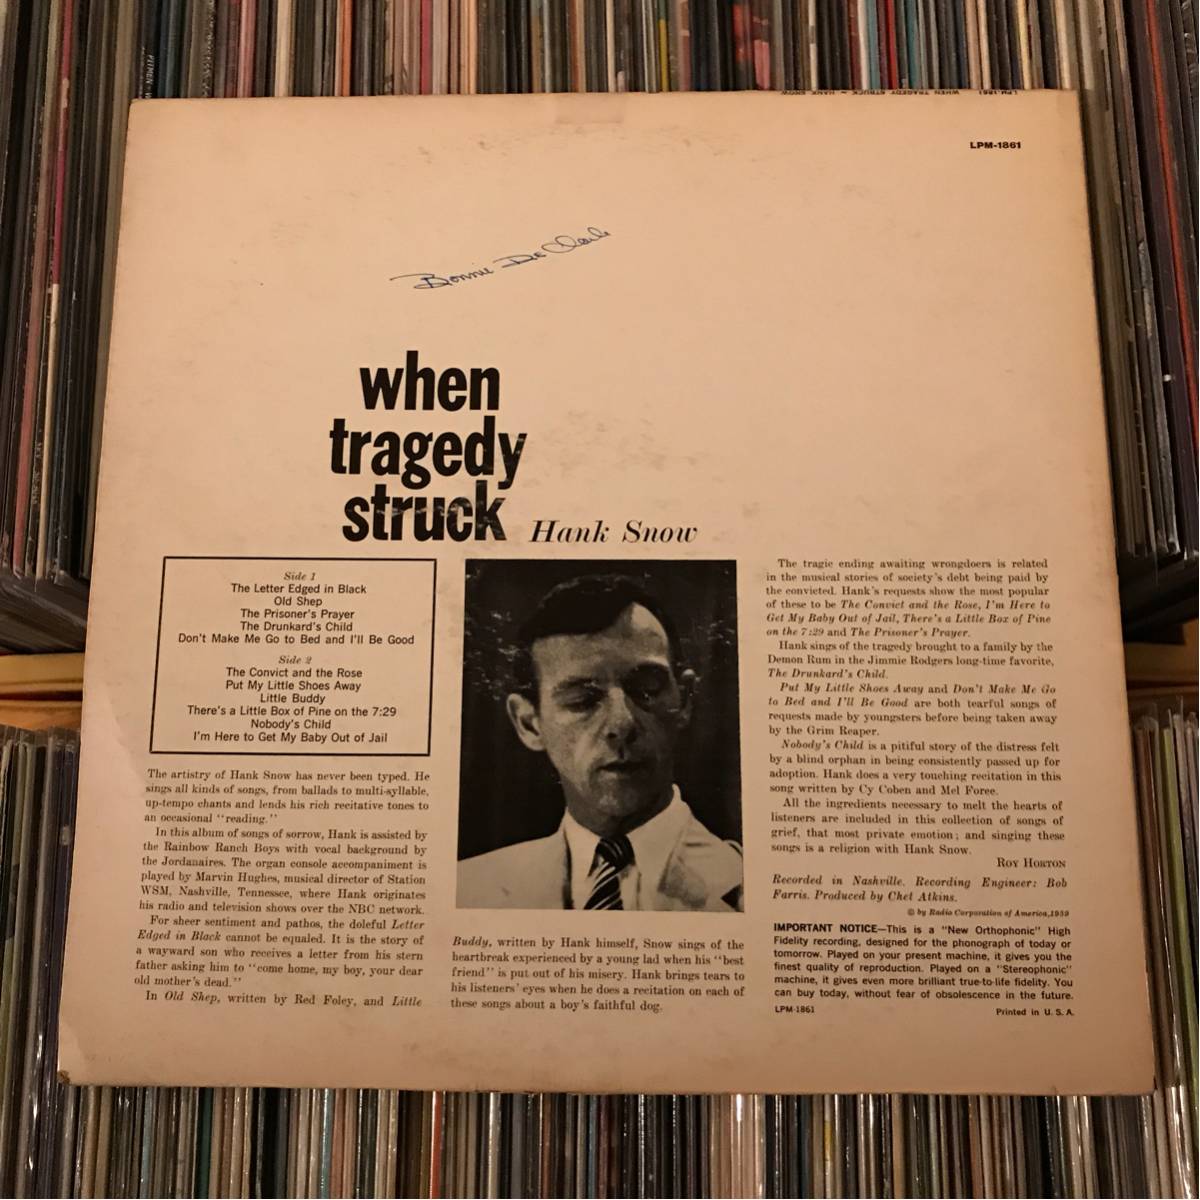 LPM-1861 WHEN TRAGEDY STRUCK ~ HANK SNOW
LPM-1861
Bonnie De Clark
when
tragedy
struck
Hank Snow
Side 1
The Letter Edged in Black
Old Shep
The Prisoner's Prayer
The Drunkard's Child
Don't Make Me Go to Bed and I'll Be Good
Side 2
The Convict and the Rose
Put My Little Shoes Away
Little Buddy
There's a Little Box of Pine on the 7:29
Nobody's Child
I'm Here to Get My Baby Out of Jail
The artistry of Hank Snow has never been typed. He
sings all kinds of songs, from ballads to multi-syllable,
up-tempo chants and lends his rich recitative tones to
an occasional "reading."
In this album of songs of sorrow, Hank is assisted by
the Rainbow Ranch Boys with vocal background by
the Jordanaires. The organ console accompaniment is
played by Marvin Hughes, musical director of Station
WSM, Nashville, Tennessee, where Hank originates
his radio and television shows over the NBC network.
For sheer sentiment and pathos, the doleful Letter
Edged in Black cannot be equaled. It is the story of
a wayward son who receives a letter from his stern
father asking him to "come home, my boy, your dear
old mother's dead."
In Old Shep, written by Red Foley, and Little
Buddy, written by Hank himself, Snow sings of the
heartbreak experienced by a young lad when his "best
friend" is put out of his misery. Hank brings tears to
his listeners' eyes when he does a recitation on each of
these songs about a boy's faithful dog.
The tragic ending awaiting wrongdoers is related
in the musical stories of society's debt being paid by
the convicted. Hank's requests show the most popular
of these to be The Convict and the Rose, I'm Here to
Get My Baby Out of Jail, There's a Little Box of Pine
on the 7:29 and The Prisoner's Prayer.
Hank sings of the tragedy brought to a family by the
Demon Rum in the Jimmie Rodgers long-time favorite,
The Drunkard's Child.
Put My Little Shoes Away and Don't Make Me Go
to Bed and I'll Be Good are both tearful songs of
requests made by youngsters before being taken away
by the Grim Reaper.
Nobody's Child is a pitiful story of the distress felt
by a blind orphan in being consistently passed up for
adoption. Hank does a very touching recitation in this
song written by Cy Coben and Mel Foree.
All the ingredients necessary to melt the hearts of
listeners are included in this collection of songs of
grief, that most private emotion; and singing these
songs is a religion with Hank Snow.
ROY HORTON
Recorded in Nashville. Recording Engineer: Bob
Farris. Produced by Chet Atkins.
© by Radio Corporation of America, 1959
IMPORTANT NOTICE—This is a "New Orthophonic" High
Fidelity recording, designed for the phonograph of today or
tomorrow. Played on your present machine, it gives you the
finest quality of reproduction. Played on a "Stereophonic"
machine, it gives even more brilliant true-to-life fidelity. You
can buy today, without fear of obsolescence in the future.
LPM-1861
Printed in U. S. A.